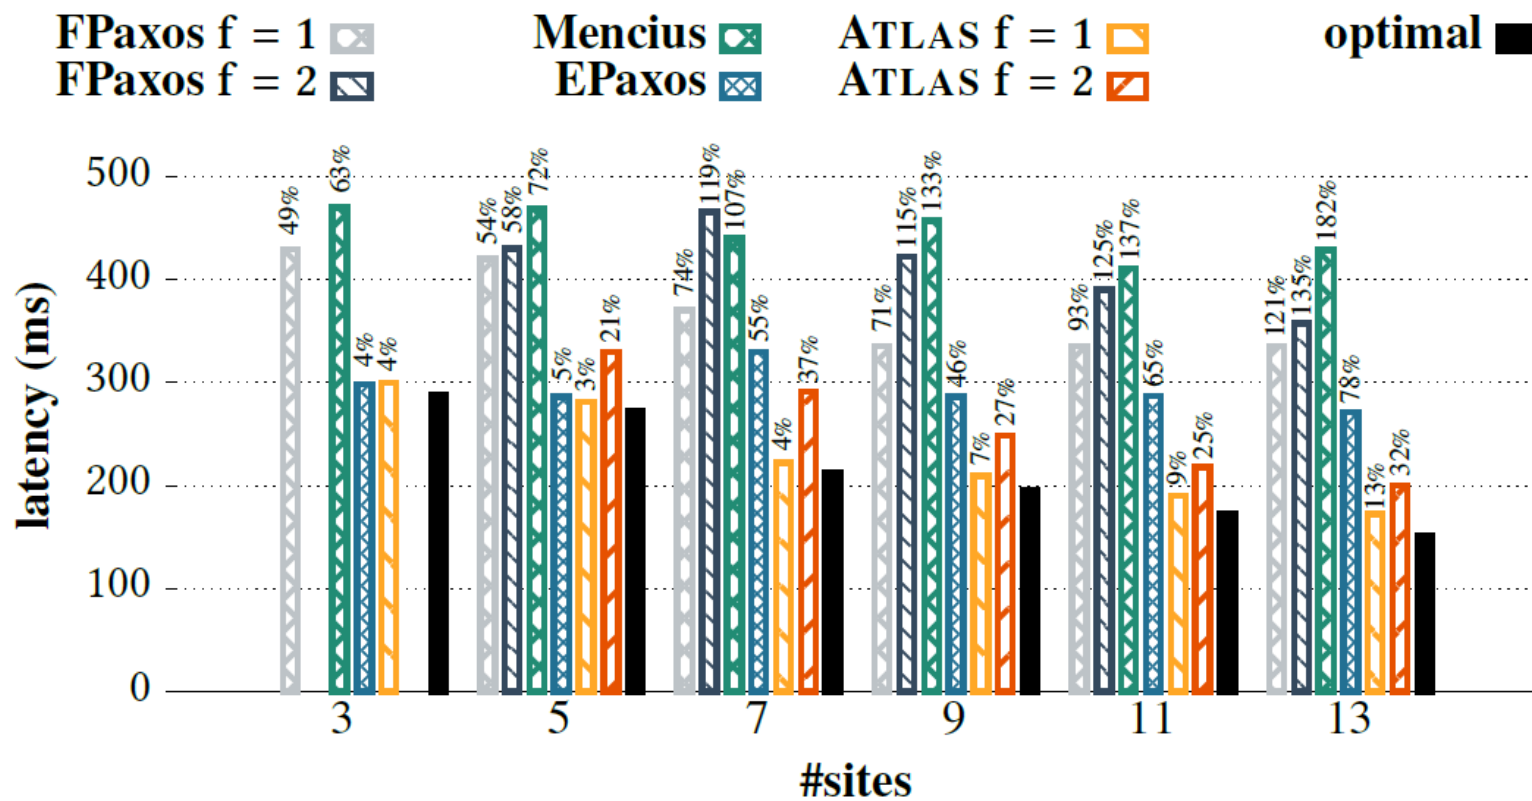 FPaxos f = 1 Mencius ATLAS f = 1 optimal
FPaxos f = 2 EPaxos ATLAS f = 2
latency (ms)
500
400
300
200
100
0
49% 63% 4% 4%
54% 58% 72% 5% 3% 21%
74% 119% 107% 55% 4% 37%
71% 115% 133% 46% 7% 27%
93% 125% 137% 65% 9% 25%
121% 135% 182% 78% 13% 32%
3 5 7 9 11 13
#sites